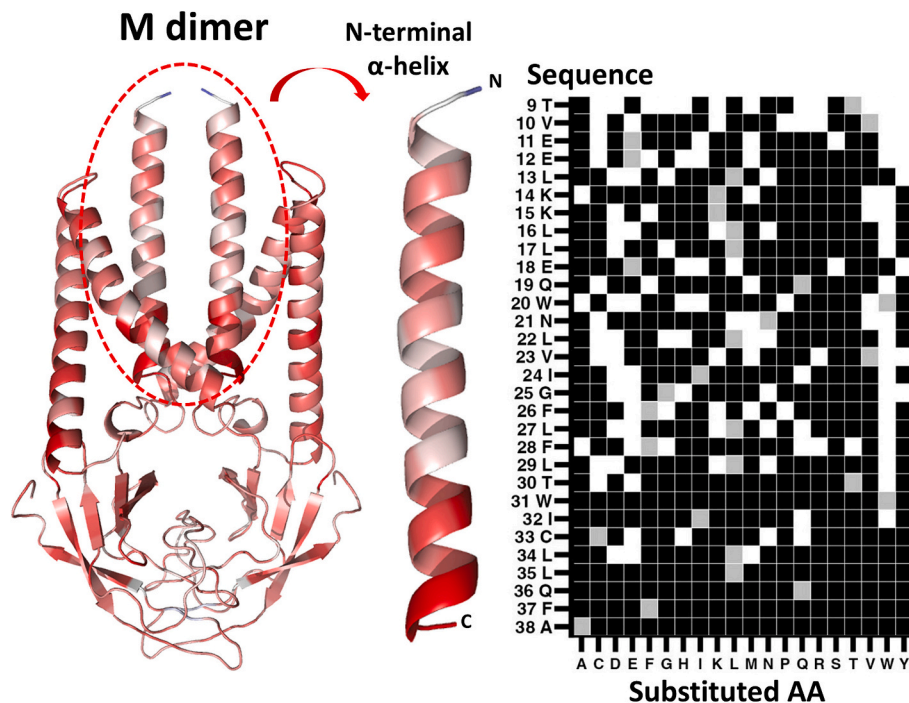 M dimer
N-terminal
α-helix
N
C
Sequence
9 T
10 V
11 E
12 E
13 L
14 K
15 K
16 L
17 L
18 E
19 Q
20 W
21 N
22 L
23 V
24 I
25 G
26 F
27 L
28 F
29 L
30 T
31 W
32 I
33 C
34 L
35 L
36 Q
37 F
38 A
A C D E F G H I K L M N P Q R S T V W Y
Substituted AA